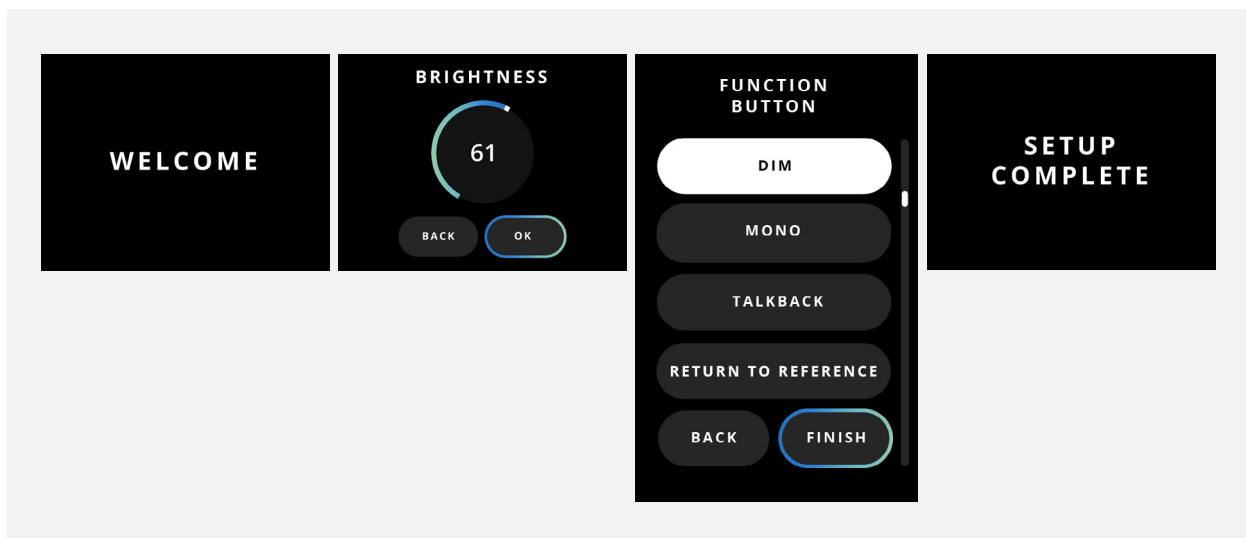 WELCOME
BRIGHTNESS
61
BACK
OK
FUNCTION
BUTTON
DIM
MONO
TALKBACK
RETURN TO REFERENCE
BACK
FINISH
SETUP
COMPLETE